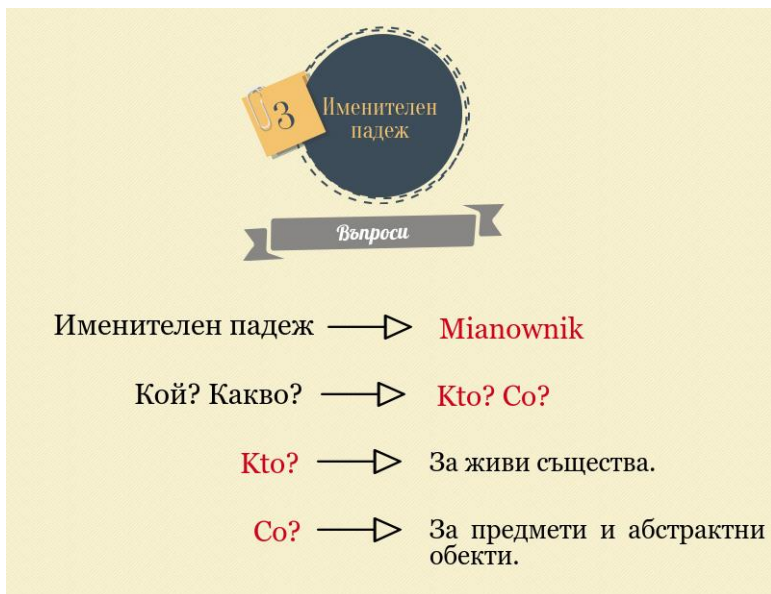 3
Именителен
падеж
Въпроси
Именителен падеж Mianownik
Кой? Какво? Kto? Co?
Kto? За живи същества.
Co? За предмети и абстрактни
обекти.